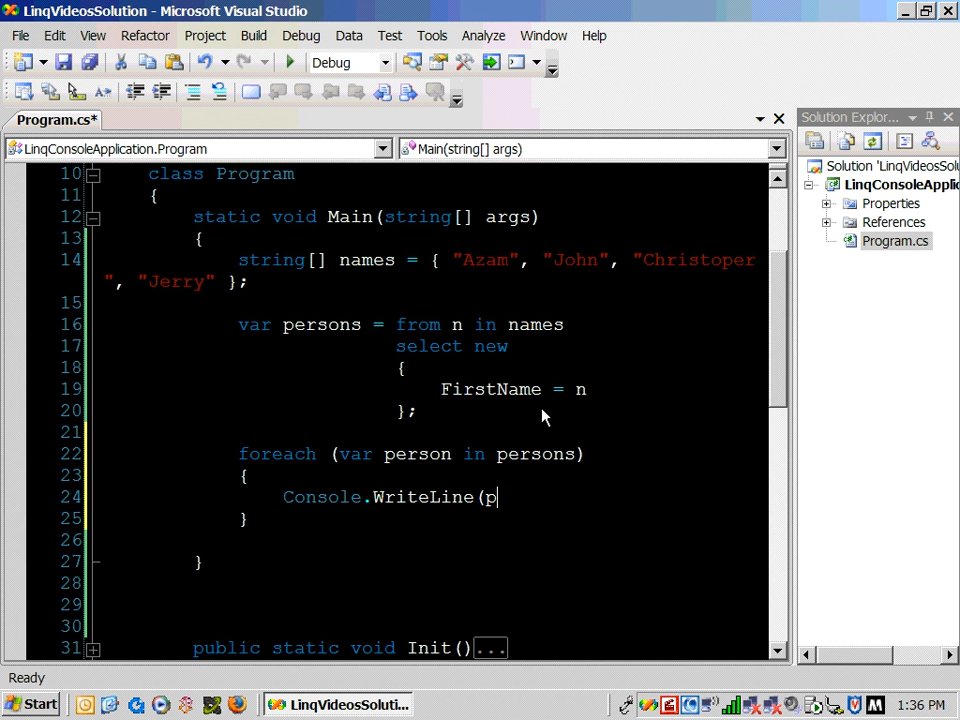 LinqVideosSolution - Microsoft Visual Studio
File Edit View Refactor Project Build Debug Data Test Tools Analyze Window Help
Debug
Program.cs*
Solution Explor...
LinqConsoleApplication.Program
Main(string[] args)
Solution 'LinqVideosSolu
LinqConsoleApplic
Properties
References
Program.cs
10 class Program
11 {
12 static void Main(string[] args)
13 {
14 string[] names = { "Azam", "John", "Christoper
", "Jerry" };
15
16 var persons = from n in names
17 select new
18 {
19 FirstName = n
20 };
21
22 foreach (var person in persons)
23 {
24 Console.WriteLine(p
25 }
26
27 }
28
29
30
31 public static void Init()...
Ready
Start
LinqVideosSoluti...
1:36 PM